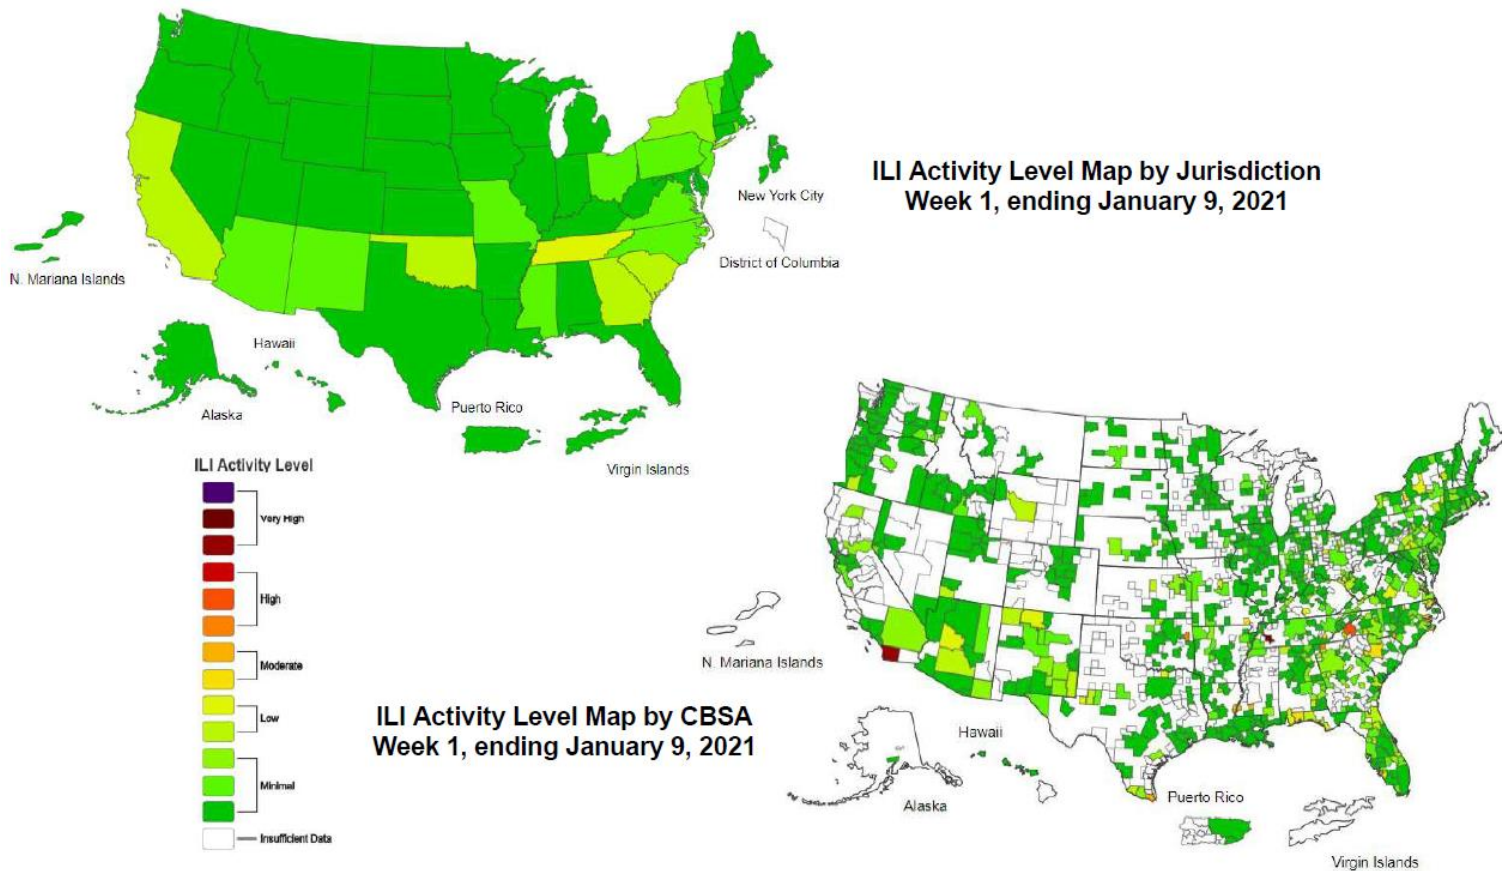 ILI Activity Level Map by Jurisdiction
Week 1, ending January 9, 2021
New York City
District of Columbia
N. Mariana Islands
Hawaii
Alaska
Puerto Rico
Virgin Islands
ILI Activity Level
Very High
High
Moderate
Low
Minimal
Insufficient Data
ILI Activity Level Map by CBSA
Week 1, ending January 9, 2021
N. Mariana Islands
Hawaii
Alaska
Puerto Rico
Virgin Islands